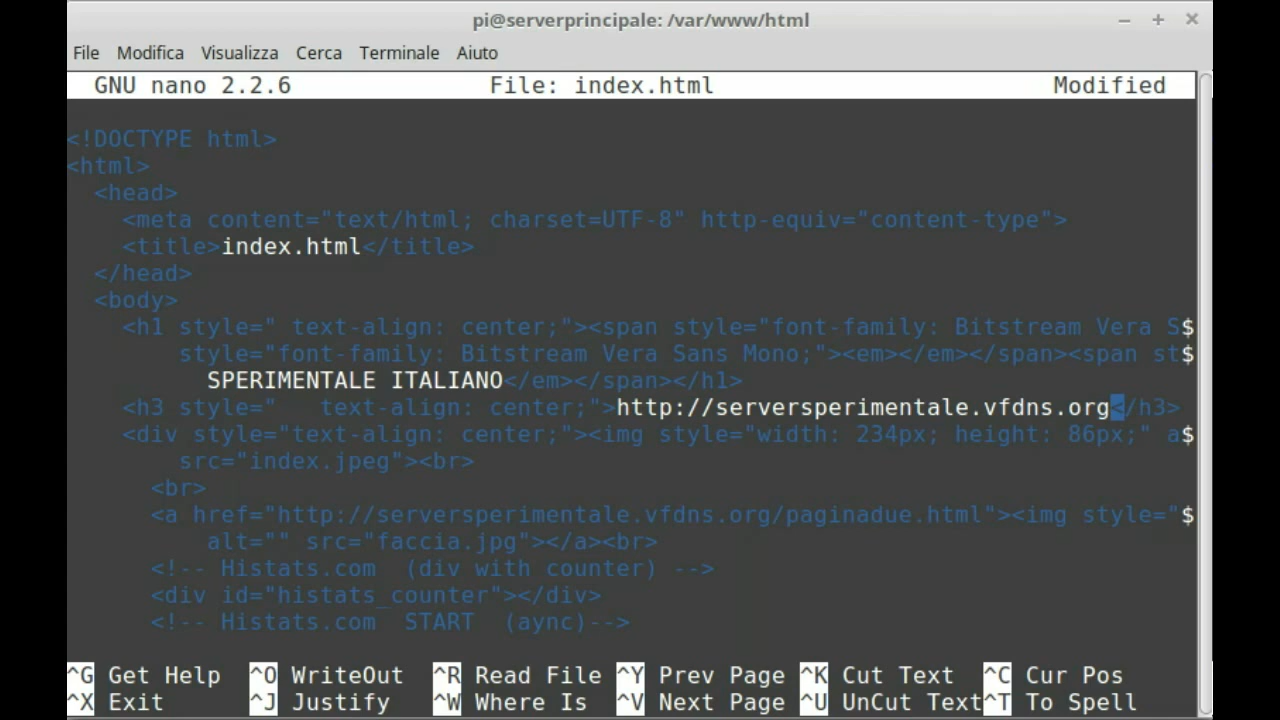 pi@serverprincipale: /var/www/html
File Modifica Visualizza Cerca Terminale Aiuto
GNU nano 2.2.6 File: index.html Modified
<!DOCTYPE html>
<html>
<head>
<meta content="text/html; charset=UTF-8" http-equiv="content-type">
<title>index.html</title>
</head>
<body>
<h1 style=" text-align: center;"><span style="font-family: Bitstream Vera S$
style="font-family: Bitstream Vera Sans Mono;"><em></em></span><span st$
SPERIMENTALE ITALIANO</em></span></h1>
<h3 style="   text-align: center;">http://serversperimentale.vfdns.org</h3>
<div style="text-align: center;"><img style="width: 234px; height: 86px;" a$
src="index.jpeg"><br>
<br>
<a href="http://serversperimentale.vfdns.org/paginadue.html"><img style="$
alt="" src="faccia.jpg"></a><br>
<!-- Histats.com  (div with counter) -->
<div id="histats_counter"></div>
<!-- Histats.com  START  (aync)-->
^G Get Help ^O WriteOut ^R Read File ^Y Prev Page ^K Cut Text ^C Cur Pos
^X Exit ^J Justify ^W Where Is ^V Next Page ^U UnCut Text ^T To Spell